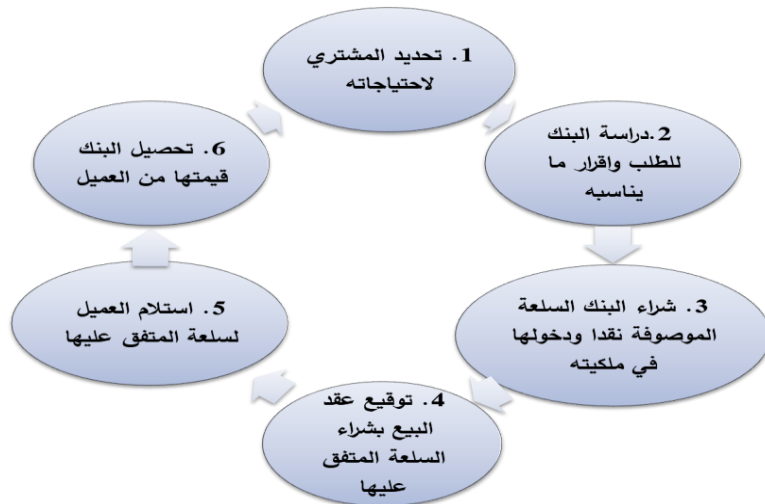 1. تحديد المشتري
لاحتياجاته
2.دراسة البنك
للطلب واقرار ما
يناسبه
3. شراء البنك السلعة
الموصوفة نقدا ودخولها
في ملكيته
4. توقيع عقد
البيع بشراء
السلعة المتفق
عليها
5. استلام العميل
لسلعة المتفق عليها
6. تحصيل البنك
قيمتها من العميل